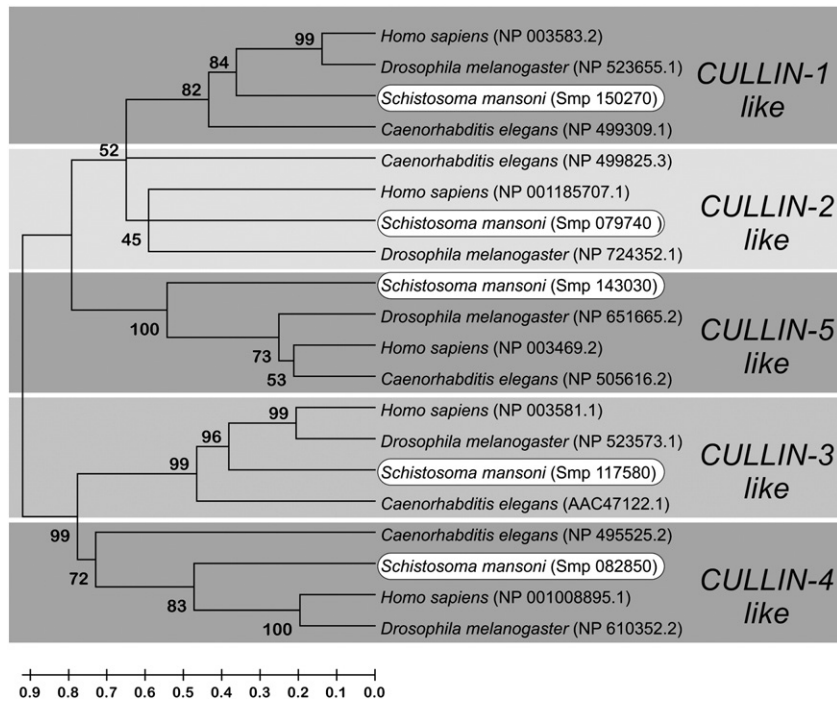 99
Homo sapiens (NP 003583.2)
84
Drosophila melanogaster (NP 523655.1)
82
Schistosoma mansoni (Smp 150270)
Caenorhabditis elegans (NP 499309.1)
CULLIN-1
like
52
Caenorhabditis elegans (NP 499825.3)
Homo sapiens (NP 001185707.1)
Schistosoma mansoni (Smp 079740 )
45
Drosophila melanogaster (NP 724352.1)
CULLIN-2
like
Schistosoma mansoni (Smp 143030)
100
Drosophila melanogaster (NP 651665.2)
73
Homo sapiens (NP 003469.2)
53
Caenorhabditis elegans (NP 505616.2)
CULLIN-5
like
99
Homo sapiens (NP 003581.1)
96
Drosophila melanogaster (NP 523573.1)
99
Schistosoma mansoni (Smp 117580)
Caenorhabditis elegans (AAC47122.1)
CULLIN-3
like
99
Caenorhabditis elegans (NP 495525.2)
72
Schistosoma mansoni (Smp 082850)
83
Homo sapiens (NP 001008895.1)
100
Drosophila melanogaster (NP 610352.2)
CULLIN-4
like
0.9 0.8 0.7 0.6 0.5 0.4 0.3 0.2 0.1 0.0